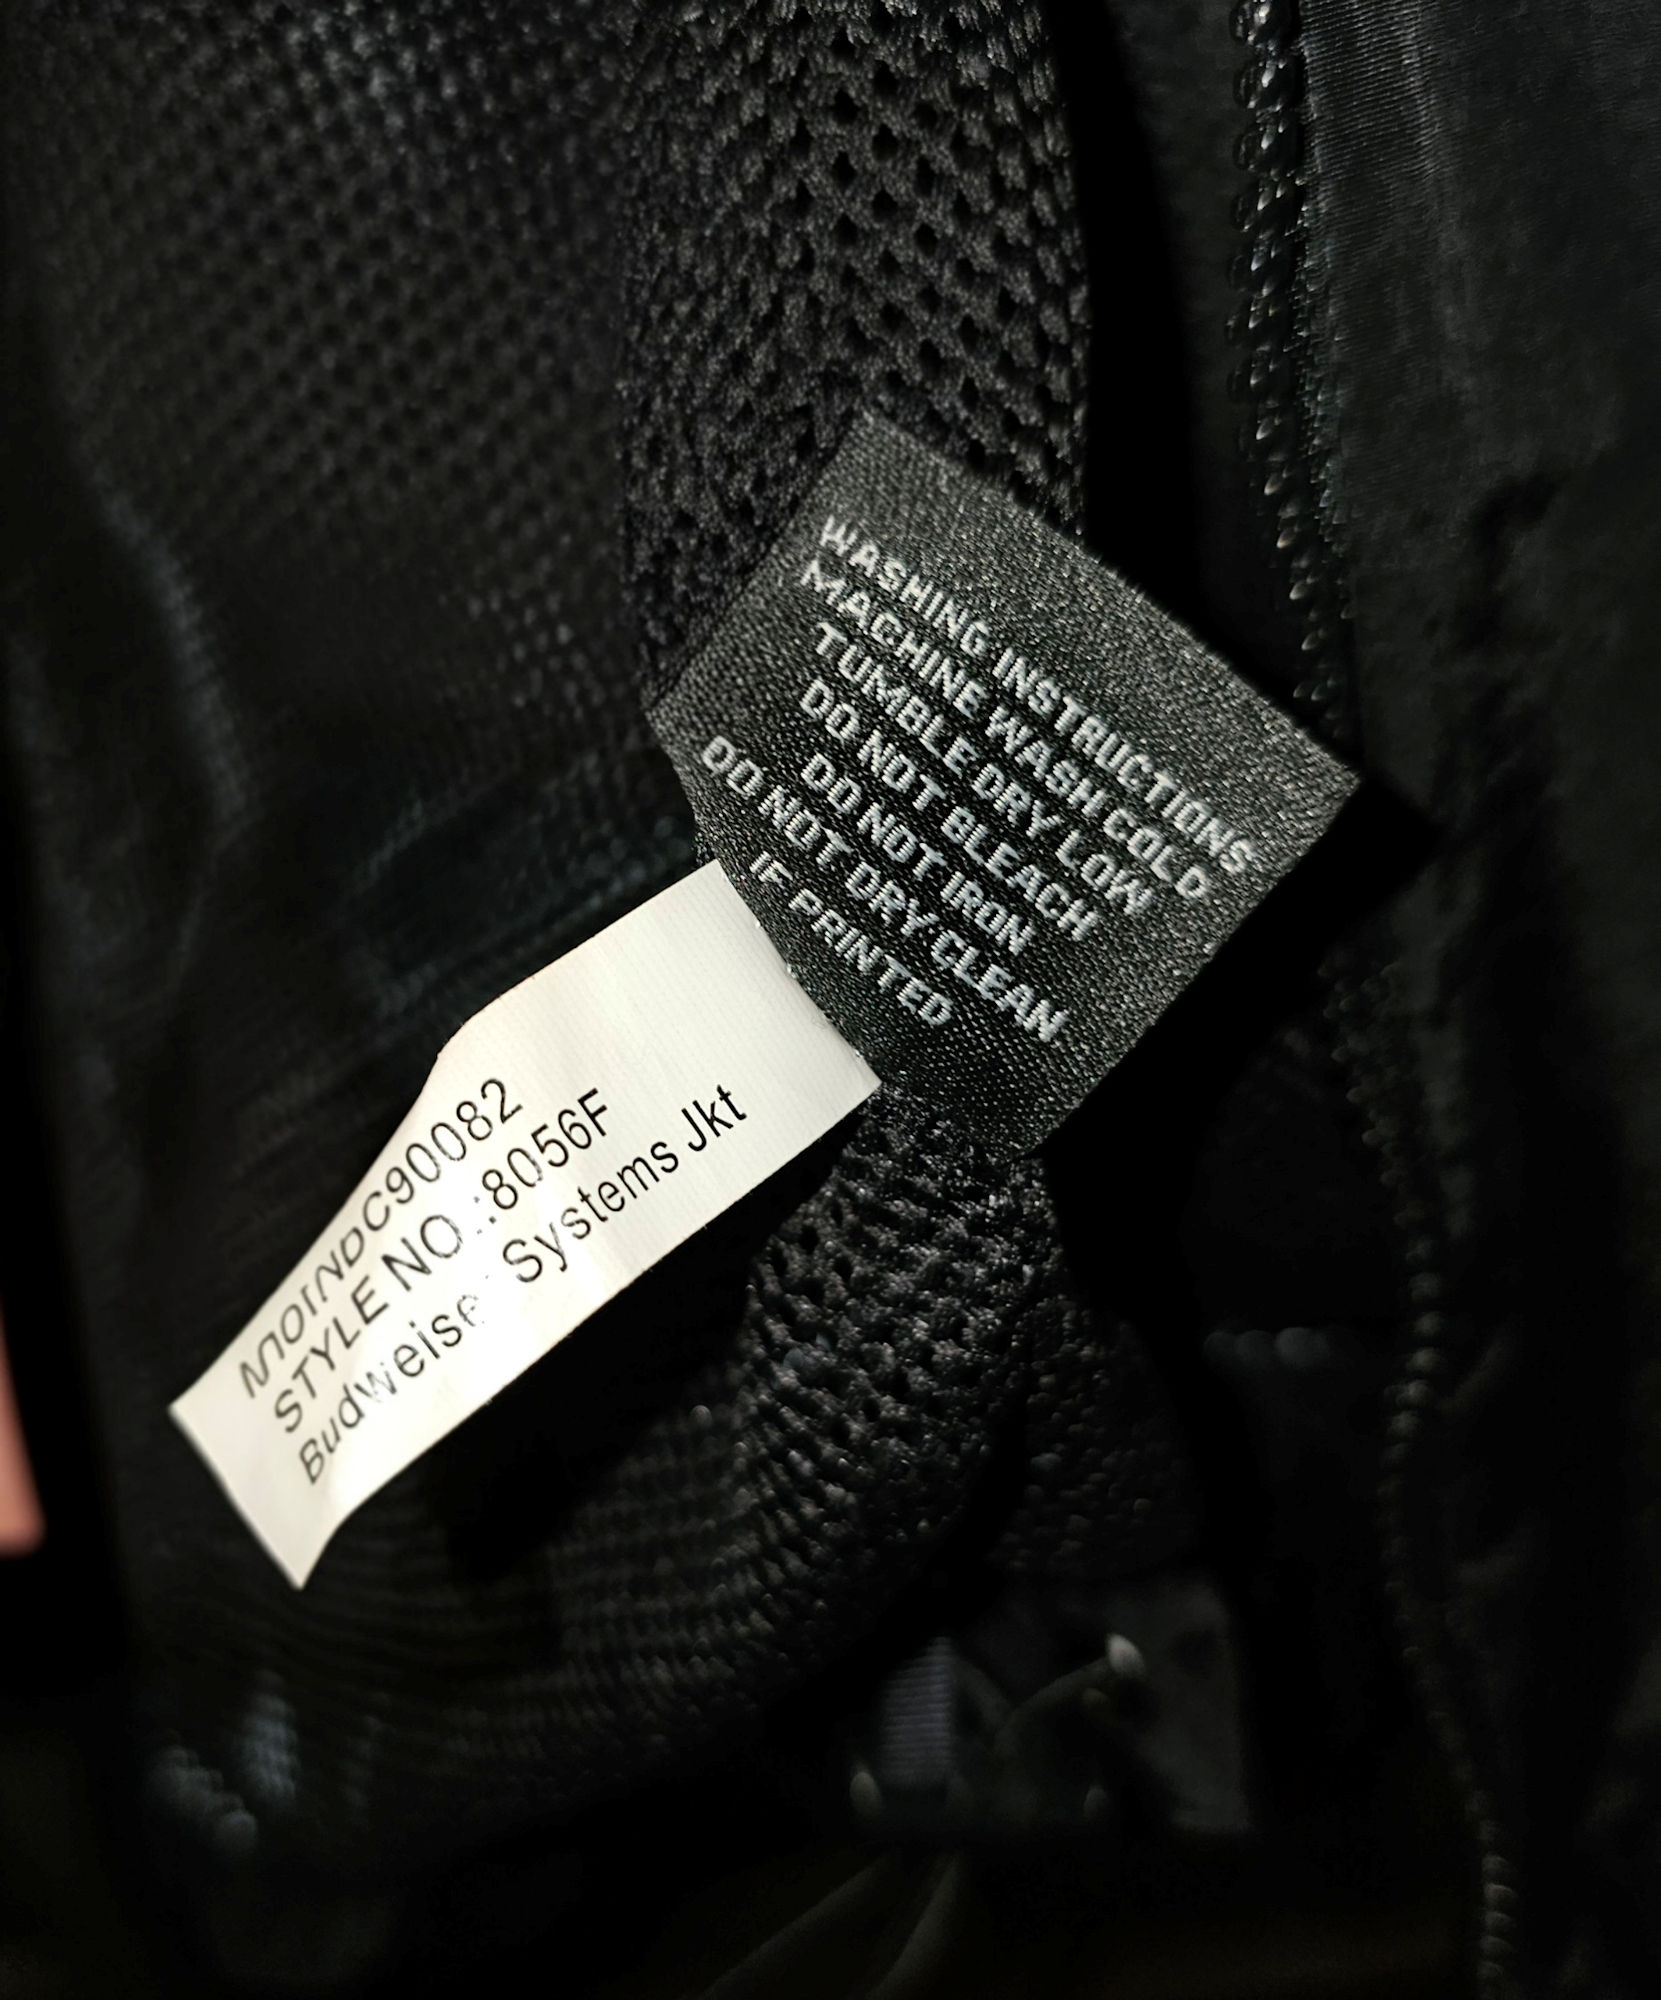 WASHING INSTRUCTIONS
MACHINE WASH COLD
TUMBLE DRY LOW
DO NOT BLEACH
DO NOT IRON
DO NOT DRY CLEAN
IF PRINTED
STYLE NO.:8056F
Budweiser Systems Jkt